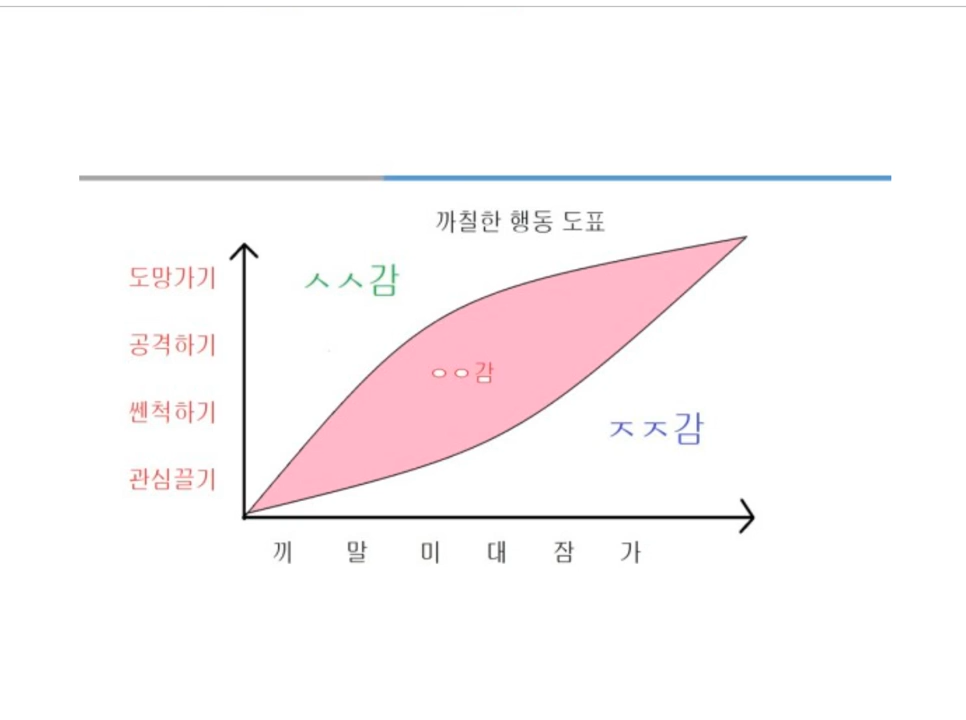 까칠한 행동 도표
도망가기
ㅅㅅ감
공격하기
ㅇㅇ감
쎈척하기
ㅈㅈ감
관심끌기
끼 말 미 대 잠 가